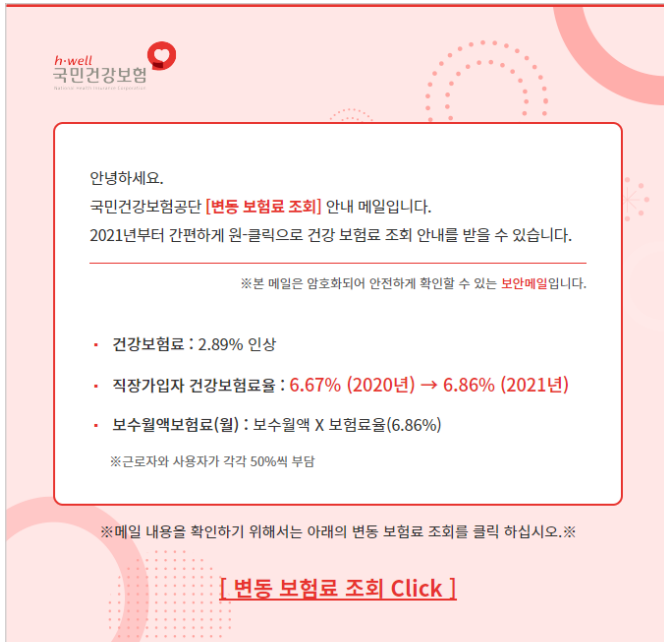 h·well
국민건강보험
National Health Insurance Corporation
안녕하세요.
국민건강보험공단 [변동 보험료 조회] 안내 메일입니다.
2021년부터 간편하게 원-클릭으로 건강 보험료 조회 안내를 받을 수 있습니다.
※본 메일은 암호화되어 안전하게 확인할 수 있는 보안메일입니다.
· 건강보험료 : 2.89% 인상
· 직장가입자 건강보험료율 : 6.67% (2020년) → 6.86% (2021년)
· 보수월액보험료(월) : 보수월액 X 보험료율(6.86%)
※근로자와 사용자가 각각 50%씩 부담
※메일 내용을 확인하기 위해서는 아래의 변동 보험료 조회를 클릭 하십시오.※
[ 변동 보험료 조회 Click ]